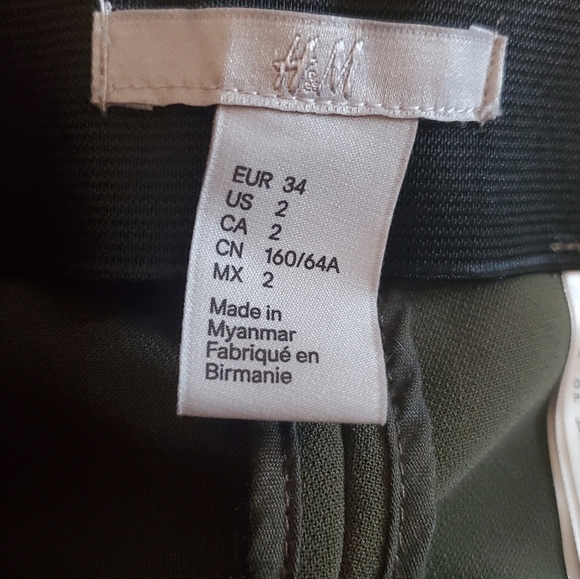 H&M
EUR 34
US 2
CA 2
CN 160/64A
MX 2
Made in
Myanmar
Fabriqué en
Birmanie